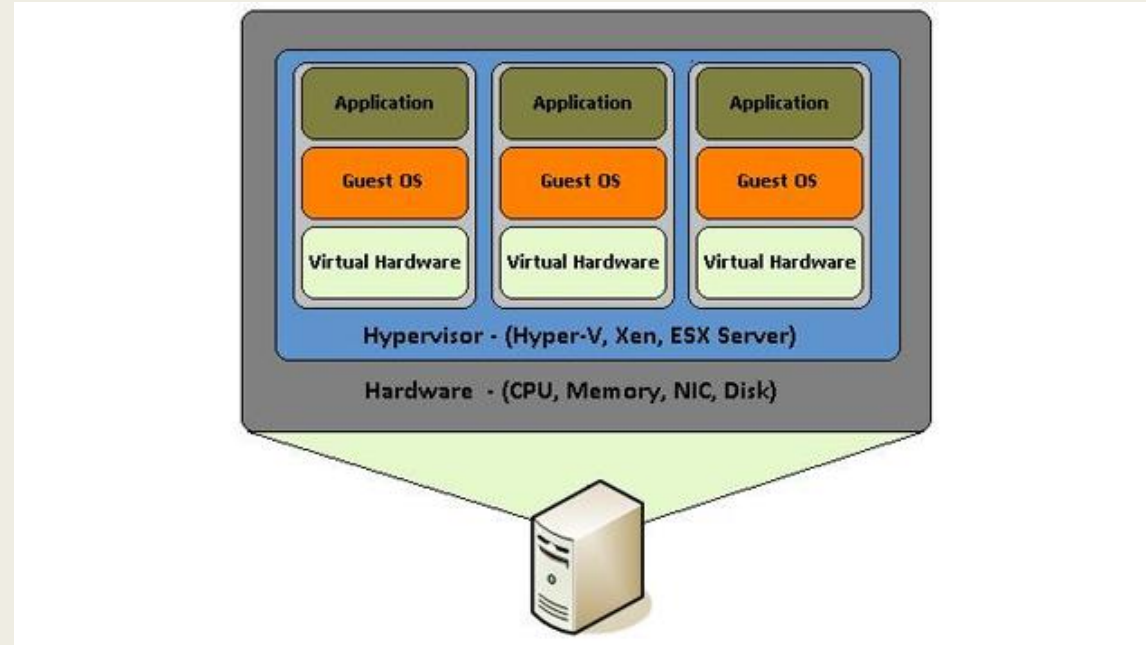 Application Application Application
Guest OS Guest OS Guest OS
Virtual Hardware Virtual Hardware Virtual Hardware
Hypervisor - (Hyper-V, Xen, ESX Server)
Hardware - (CPU, Memory, NIC, Disk)